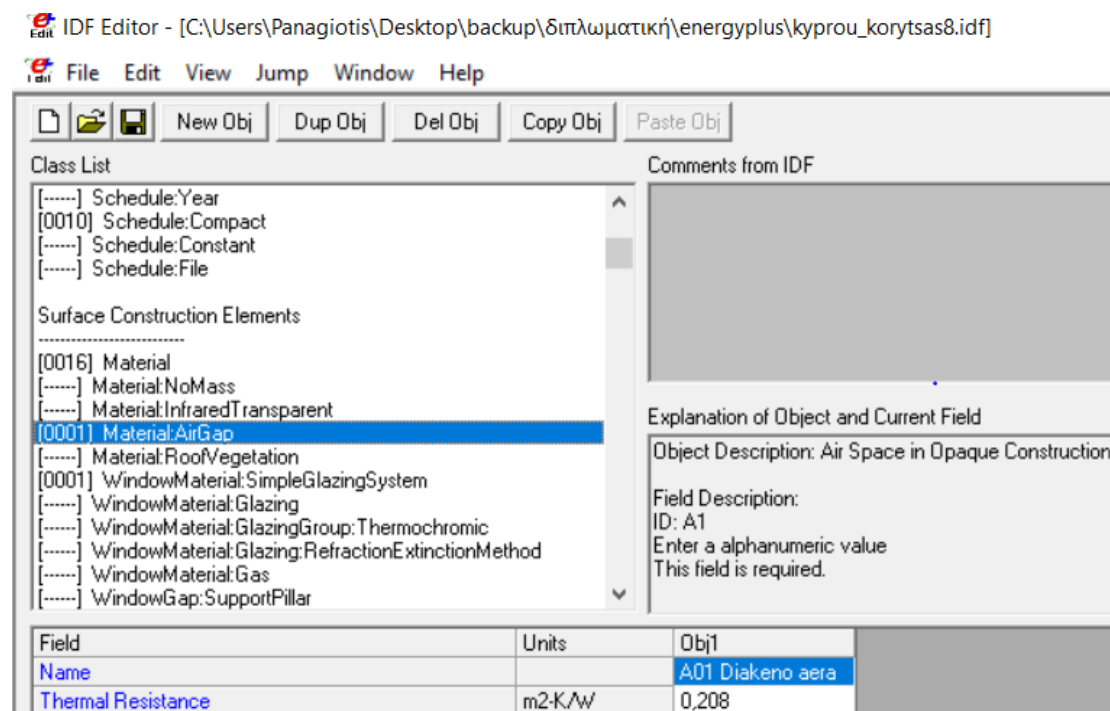 IDF Editor - [C:\Users\Panagiotis\Desktop\backup\διπλωματική\energyplus\kyprou_korytsas8.idf]
File Edit View Jump Window Help
New Obj Dup Obj Del Obj Copy Obj Paste Obj
Class List
[------] Schedule:Year
[0010] Schedule:Compact
[------] Schedule:Constant
[------] Schedule:File
Surface Construction Elements
---------------------------
[0016] Material
[------] Material:NoMass
[------] Material:InfraredTransparent
[0001] Material:AirGap
[------] Material:RoofVegetation
[0001] WindowMaterial:SimpleGlazingSystem
[------] WindowMaterial:Glazing
[------] WindowMaterial:GlazingGroup:Thermochromic
[------] WindowMaterial:Glazing:RefractionExtinctionMethod
[------] WindowMaterial:Gas
[------] WindowGap:SupportPillar
Comments from IDF
Explanation of Object and Current Field
Object Description: Air Space in Opaque Construction
Field Description:
ID: A1
Enter a alphanumeric value
This field is required.
Field Units Obj1
Name A01 Diakeno aera
Thermal Resistance m2-K/W 0,208